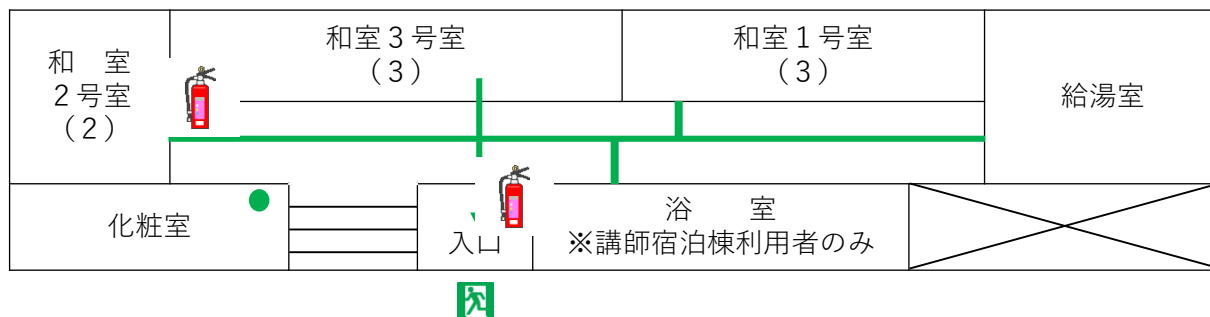 和　室
２号室
（２）
和室３号室
（３）
和室１号室
（３）
給湯室
化粧室
入口
浴　　室
※講師宿泊棟利用者のみ